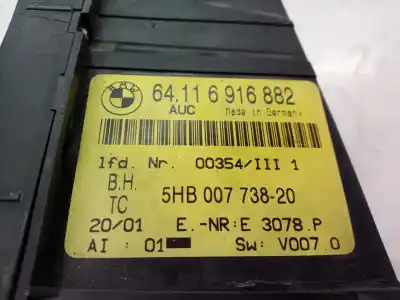 BMW
64.11 6 916 882
AUC Made in Germany
lfd. Nr. 00354/III 1
B.H.
TC 5HB 007 738-20
20/01 E.-NR:E 3078.P
AI : 01 SW: V007.0